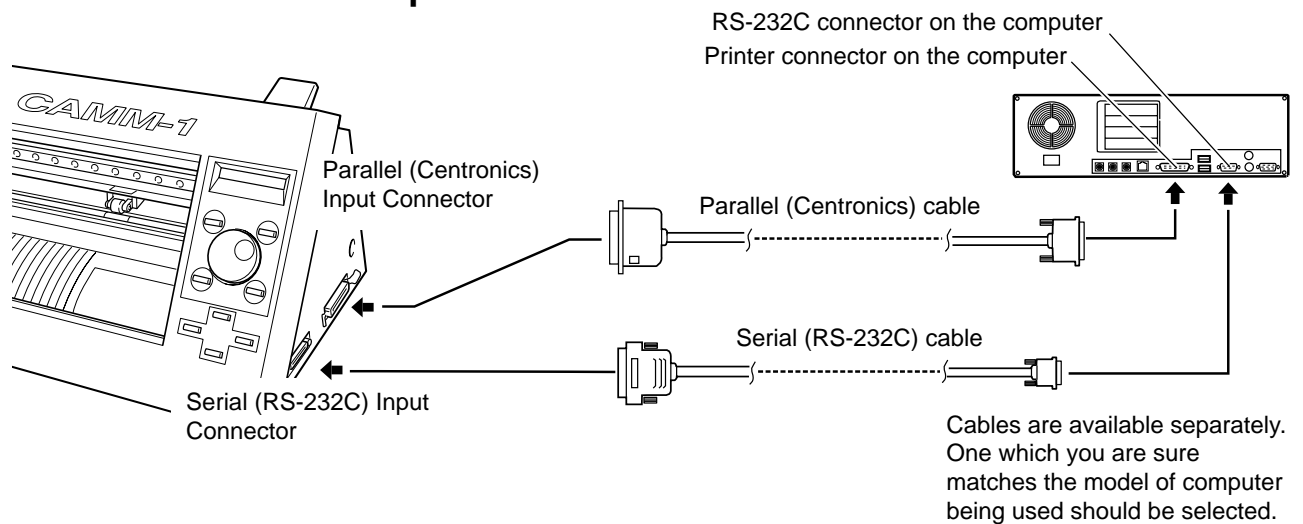 RS-232C connector on the computer
Printer connector on the computer
CAMM-1
Parallel (Centronics)
Input Connector
Parallel (Centronics) cable
Serial (RS-232C) cable
Serial (RS-232C) Input
Connector
Cables are available separately.
One which you are sure
matches the model of computer
being used should be selected.